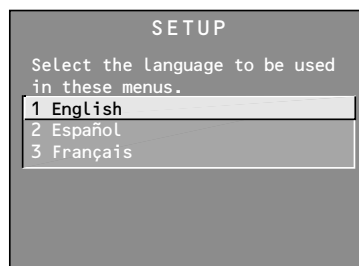 SETUP
Select the language to be used
in these menus.
1 English
2 Español
3 Français